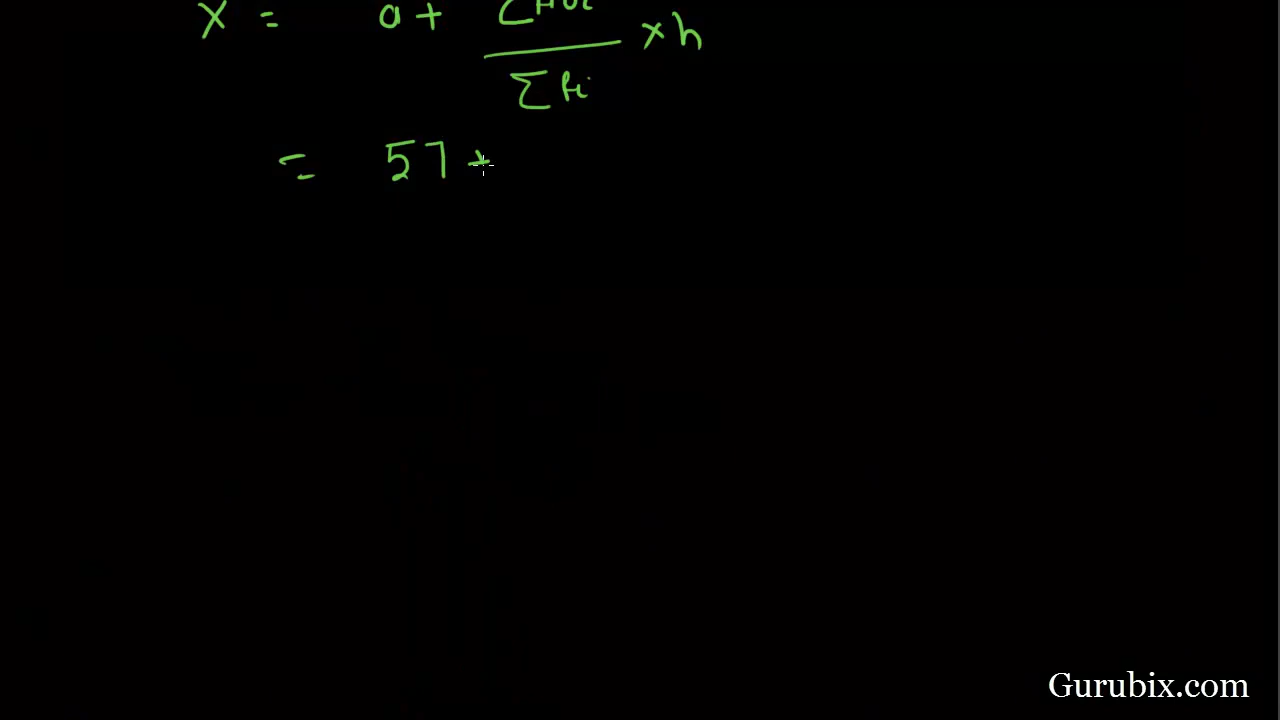 X = a + Σfiui / Σfi × h
= 57 +
Gurubix.com